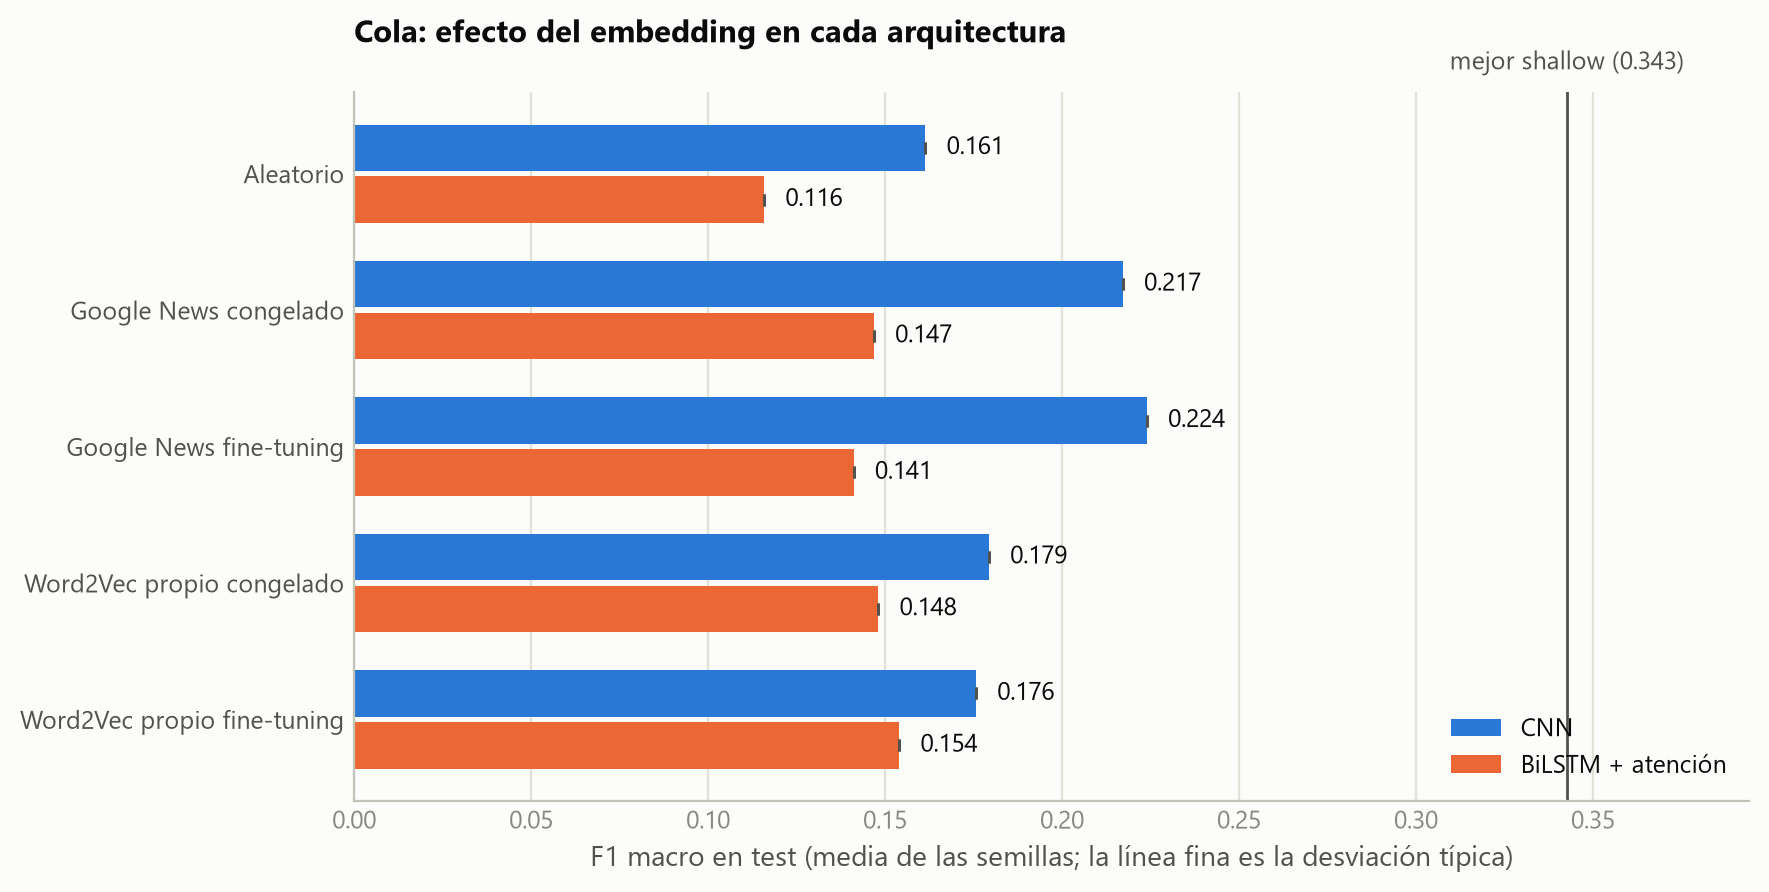 Cola: efecto del embedding en cada arquitectura
mejor shallow (0.343)
Aleatorio
0.161
0.116
Google News congelado
0.217
0.147
Google News fine-tuning
0.224
0.141
Word2Vec propio congelado
0.179
0.148
Word2Vec propio fine-tuning
0.176
0.154
CNN
BiLSTM + atención
0.00 0.05 0.10 0.15 0.20 0.25 0.30 0.35
F1 macro en test (media de las semillas; la línea fina es la desviación típica)